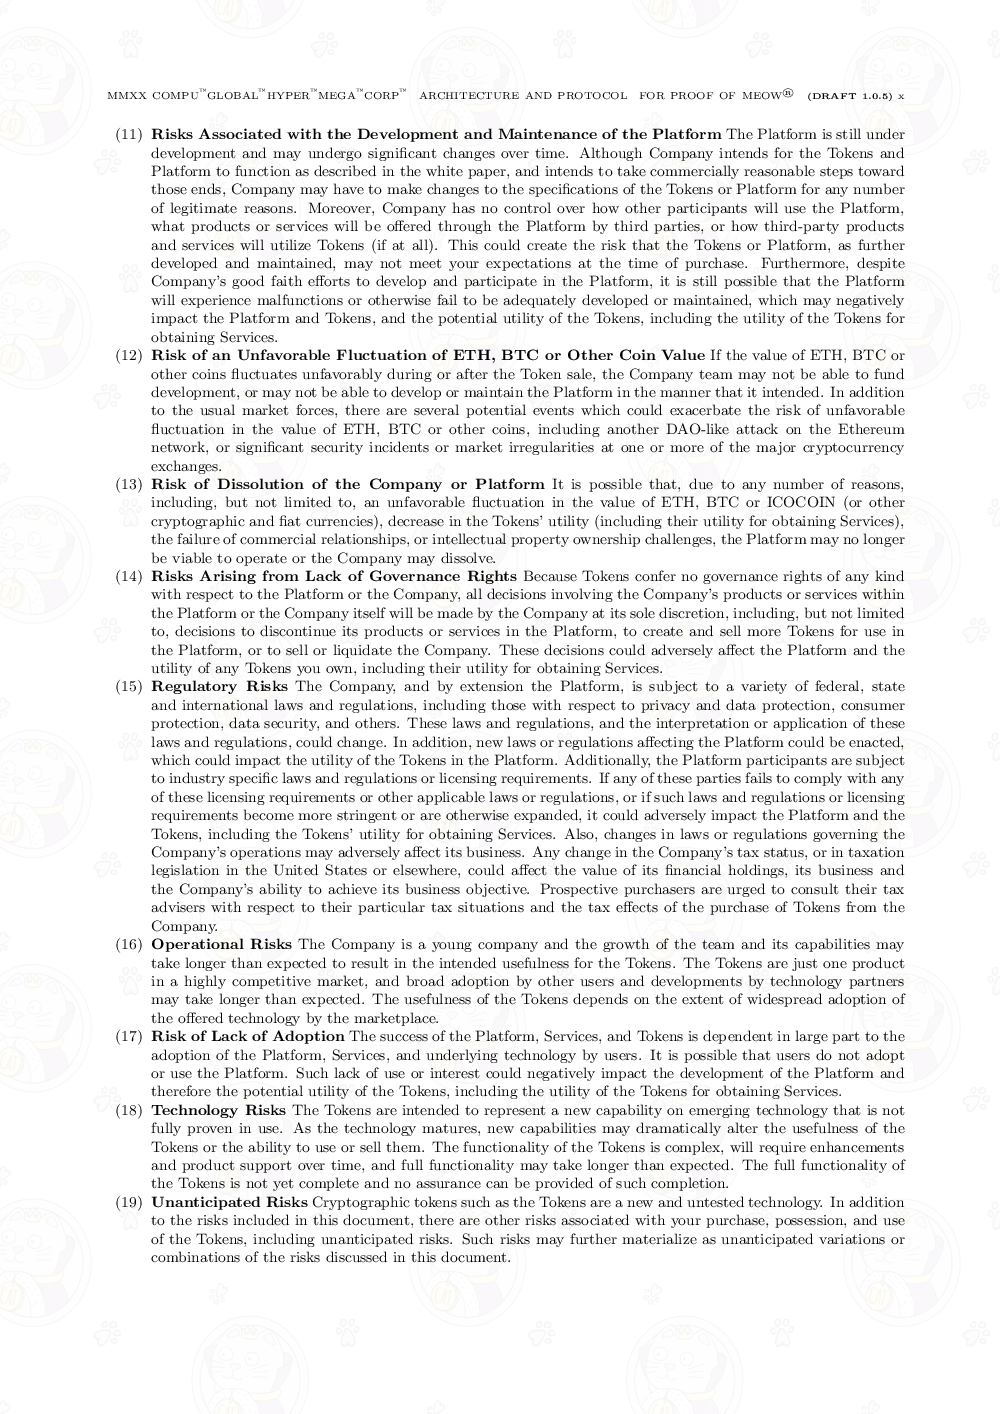 MMXX COMPU™GLOBAL™HYPER™MEGA™CORP™ ARCHITECTURE AND PROTOCOL FOR PROOF OF MEOW® (DRAFT 1.0.5) x
(11) Risks Associated with the Development and Maintenance of the Platform The Platform is still under
development and may undergo significant changes over time. Although Company intends for the Tokens and
Platform to function as described in the white paper, and intends to take commercially reasonable steps toward
those ends, Company may have to make changes to the specifications of the Tokens or Platform for any number
of legitimate reasons. Moreover, Company has no control over how other participants will use the Platform,
what products or services will be offered through the Platform by third parties, or how third-party products
and services will utilize Tokens (if at all). This could create the risk that the Tokens or Platform, as further
developed and maintained, may not meet your expectations at the time of purchase. Furthermore, despite
Company's good faith efforts to develop and participate in the Platform, it is still possible that the Platform
will experience malfunctions or otherwise fail to be adequately developed or maintained, which may negatively
impact the Platform and Tokens, and the potential utility of the Tokens, including the utility of the Tokens for
obtaining Services.
(12) Risk of an Unfavorable Fluctuation of ETH, BTC or Other Coin Value If the value of ETH, BTC or
other coins fluctuates unfavorably during or after the Token sale, the Company team may not be able to fund
development, or may not be able to develop or maintain the Platform in the manner that it intended. In addition
to the usual market forces, there are several potential events which could exacerbate the risk of unfavorable
fluctuation in the value of ETH, BTC or other coins, including another DAO-like attack on the Ethereum
network, or significant security incidents or market irregularities at one or more of the major cryptocurrency
exchanges.
(13) Risk of Dissolution of the Company or Platform It is possible that, due to any number of reasons,
including, but not limited to, an unfavorable fluctuation in the value of ETH, BTC or ICOCOIN (or other
cryptographic and fiat currencies), decrease in the Tokens' utility (including their utility for obtaining Services),
the failure of commercial relationships, or intellectual property ownership challenges, the Platform may no longer
be viable to operate or the Company may dissolve.
(14) Risks Arising from Lack of Governance Rights Because Tokens confer no governance rights of any kind
with respect to the Platform or the Company, all decisions involving the Company's products or services within
the Platform or the Company itself will be made by the Company at its sole discretion, including, but not limited
to, decisions to discontinue its products or services in the Platform, to create and sell more Tokens for use in
the Platform, or to sell or liquidate the Company. These decisions could adversely affect the Platform and the
utility of any Tokens you own, including their utility for obtaining Services.
(15) Regulatory Risks The Company, and by extension the Platform, is subject to a variety of federal, state
and international laws and regulations, including those with respect to privacy and data protection, consumer
protection, data security, and others. These laws and regulations, and the interpretation or application of these
laws and regulations, could change. In addition, new laws or regulations affecting the Platform could be enacted,
which could impact the utility of the Tokens in the Platform. Additionally, the Platform participants are subject
to industry specific laws and regulations or licensing requirements. If any of these parties fails to comply with any
of these licensing requirements or other applicable laws or regulations, or if such laws and regulations or licensing
requirements become more stringent or are otherwise expanded, it could adversely impact the Platform and the
Tokens, including the Tokens' utility for obtaining Services. Also, changes in laws or regulations governing the
Company's operations may adversely affect its business. Any change in the Company's tax status, or in taxation
legislation in the United States or elsewhere, could affect the value of its financial holdings, its business and
the Company's ability to achieve its business objective. Prospective purchasers are urged to consult their tax
advisers with respect to their particular tax situations and the tax effects of the purchase of Tokens from the
Company.
(16) Operational Risks The Company is a young company and the growth of the team and its capabilities may
take longer than expected to result in the intended usefulness for the Tokens. The Tokens are just one product
in a highly competitive market, and broad adoption by other users and developments by technology partners
may take longer than expected. The usefulness of the Tokens depends on the extent of widespread adoption of
the offered technology by the marketplace.
(17) Risk of Lack of Adoption The success of the Platform, Services, and Tokens is dependent in large part to the
adoption of the Platform, Services, and underlying technology by users. It is possible that users do not adopt
or use the Platform. Such lack of use or interest could negatively impact the development of the Platform and
therefore the potential utility of the Tokens, including the utility of the Tokens for obtaining Services.
(18) Technology Risks The Tokens are intended to represent a new capability on emerging technology that is not
fully proven in use. As the technology matures, new capabilities may dramatically alter the usefulness of the
Tokens or the ability to use or sell them. The functionality of the Tokens is complex, will require enhancements
and product support over time, and full functionality may take longer than expected. The full functionality of
the Tokens is not yet complete and no assurance can be provided of such completion.
(19) Unanticipated Risks Cryptographic tokens such as the Tokens are a new and untested technology. In addition
to the risks included in this document, there are other risks associated with your purchase, possession, and use
of the Tokens, including unanticipated risks. Such risks may further materialize as unanticipated variations or
combinations of the risks discussed in this document.